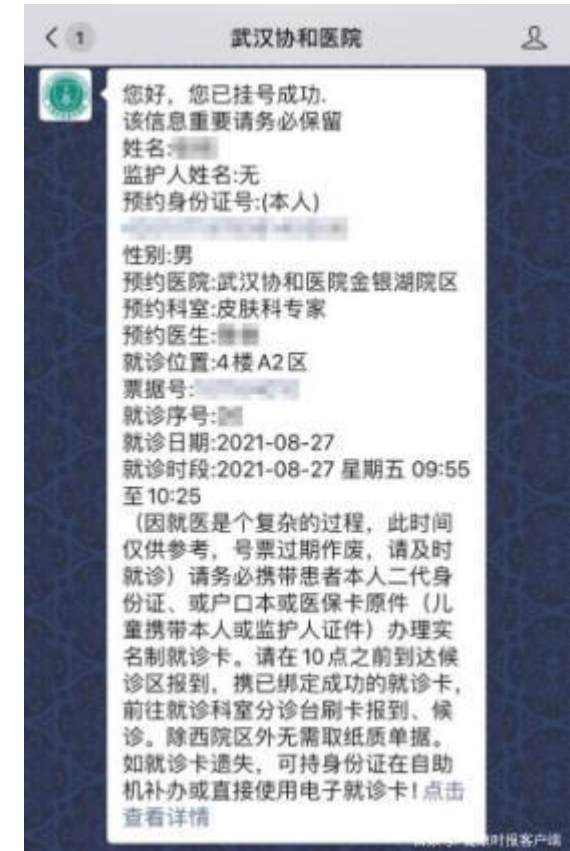 1
武汉协和医院
您好，您已挂号成功.
该信息重要请务必保留
姓名:
监护人姓名:无
预约身份证号:(本人)
性别:男
预约医院:武汉协和医院金银湖院区
预约科室:皮肤科专家
预约医生:
就诊位置:4楼A2区
票据号:
就诊序号:
就诊日期:2021-08-27
就诊时段:2021-08-27 星期五 09:55
至10:25
（因就医是个复杂的过程，此时间
仅供参考，号票过期作废，请及时
就诊）请务必携带患者本人二代身
份证、或户口本或医保卡原件（儿
童携带本人或监护人证件）办理实
名制就诊卡。请在10点之前到达候
诊区报到，携已绑定成功的就诊卡，
前往就诊科室分诊台刷卡报到、候
诊。除西院区外无需取纸质单据。
如就诊卡遗失，可持身份证在自助
机补办或直接使用电子就诊卡！点击
查看详情
时报客户端